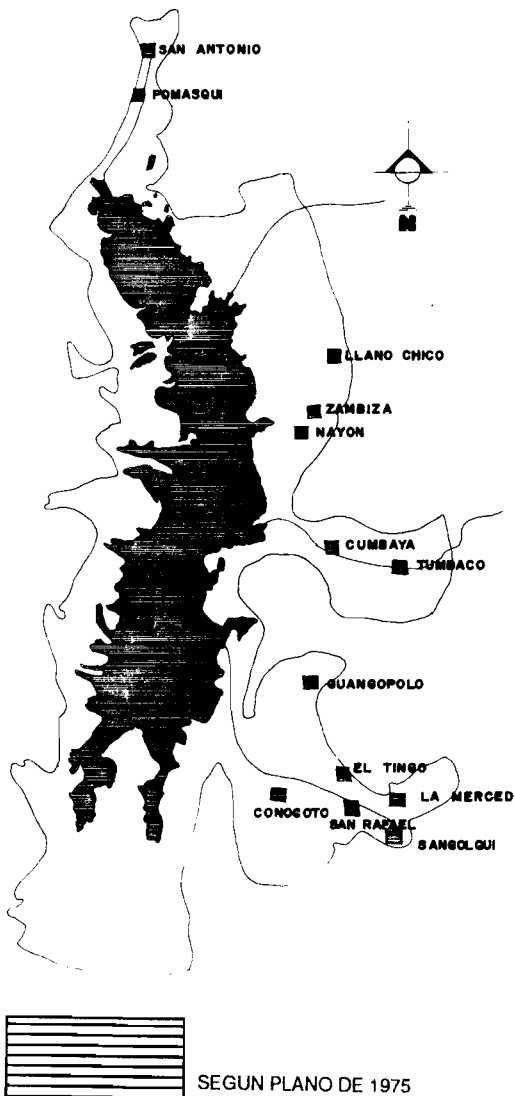 SAN ANTONIO
POMASQUI
N
LLANO CHICO
ZAMBIZA
NAYON
CUMBAYA
TUMBACO
GUANGOPOLO
EL TINGO
LA MERCED
CONOCOTO
SAN RAFAEL
SANGOLQUI
SEGUN PLANO DE 1975